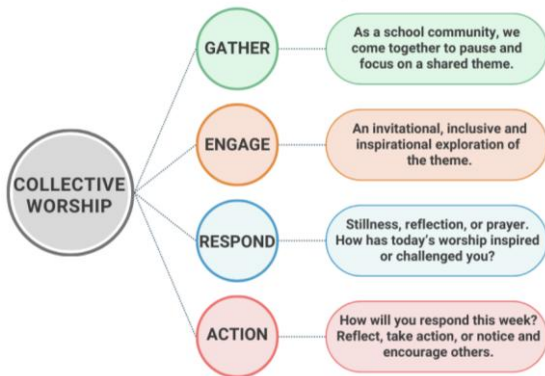 COLLECTIVE
WORSHIP
GATHER
As a school community, we
come together to pause and
focus on a shared theme.
ENGAGE
An invitational, inclusive and
inspirational exploration of
the theme.
RESPOND
Stillness, reflection, or prayer.
How has today's worship inspired
or challenged you?
ACTION
How will you respond this week?
Reflect, take action, or notice and
encourage others.